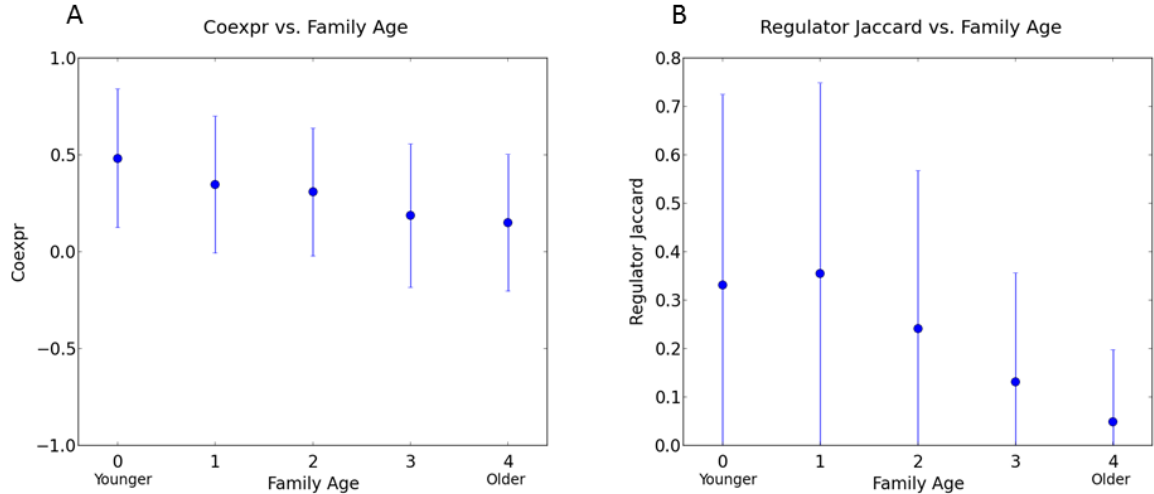 A
Coexpr vs. Family Age
1.0
0.5
0.0
−0.5
−1.0
Coexpr
0 1 2 3 4
Younger Family Age Older
B
Regulator Jaccard vs. Family Age
0.8
0.7
0.6
0.5
0.4
0.3
0.2
0.1
0.0
Regulator Jaccard
0 1 2 3 4
Younger Family Age Older